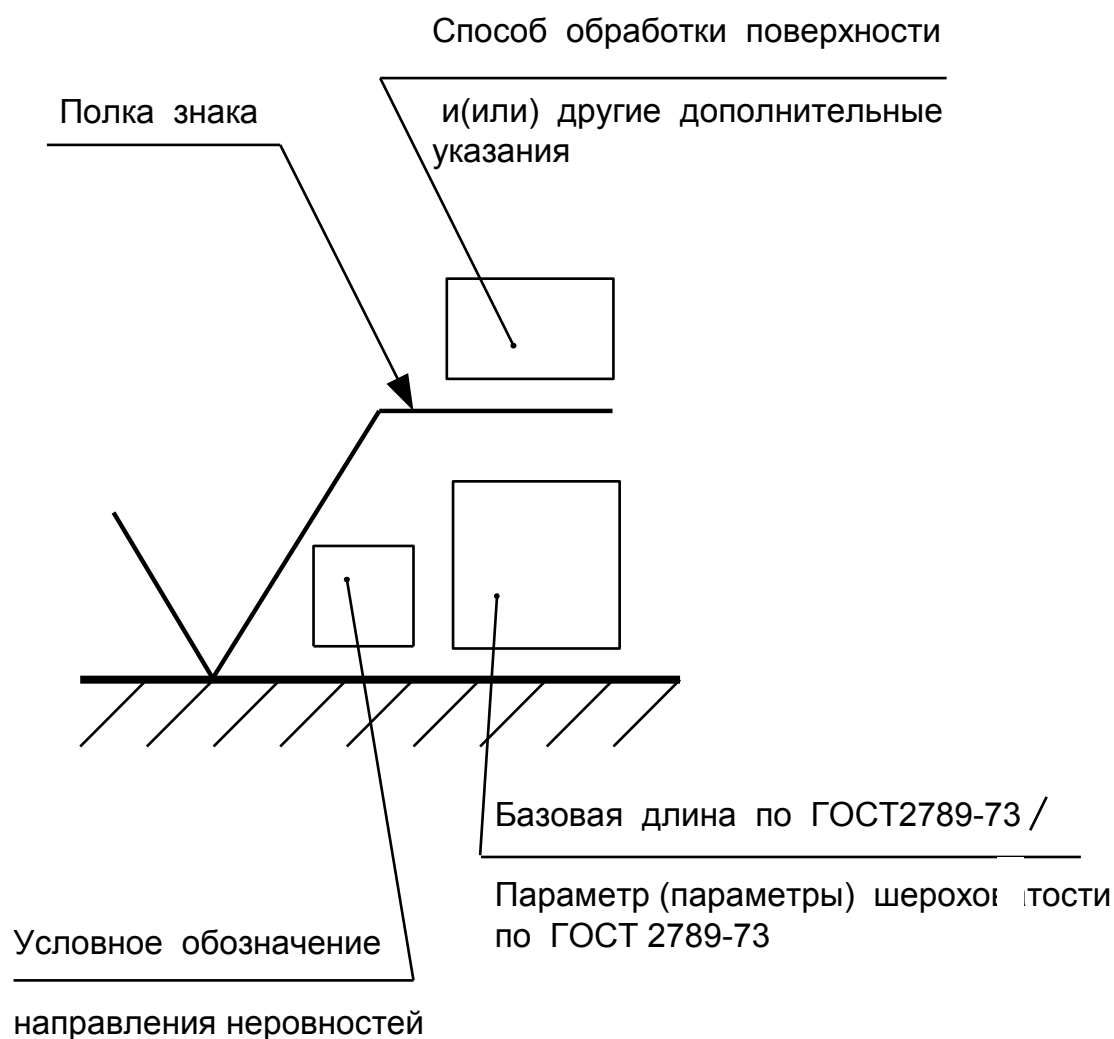 Способ обработки поверхности
и(или) другие дополнительные
указания
Полка знака
Базовая длина по ГОСТ2789-73 /
Параметр (параметры)
по ГОСТ 2789-73
Условное обозначение
направления неровностей